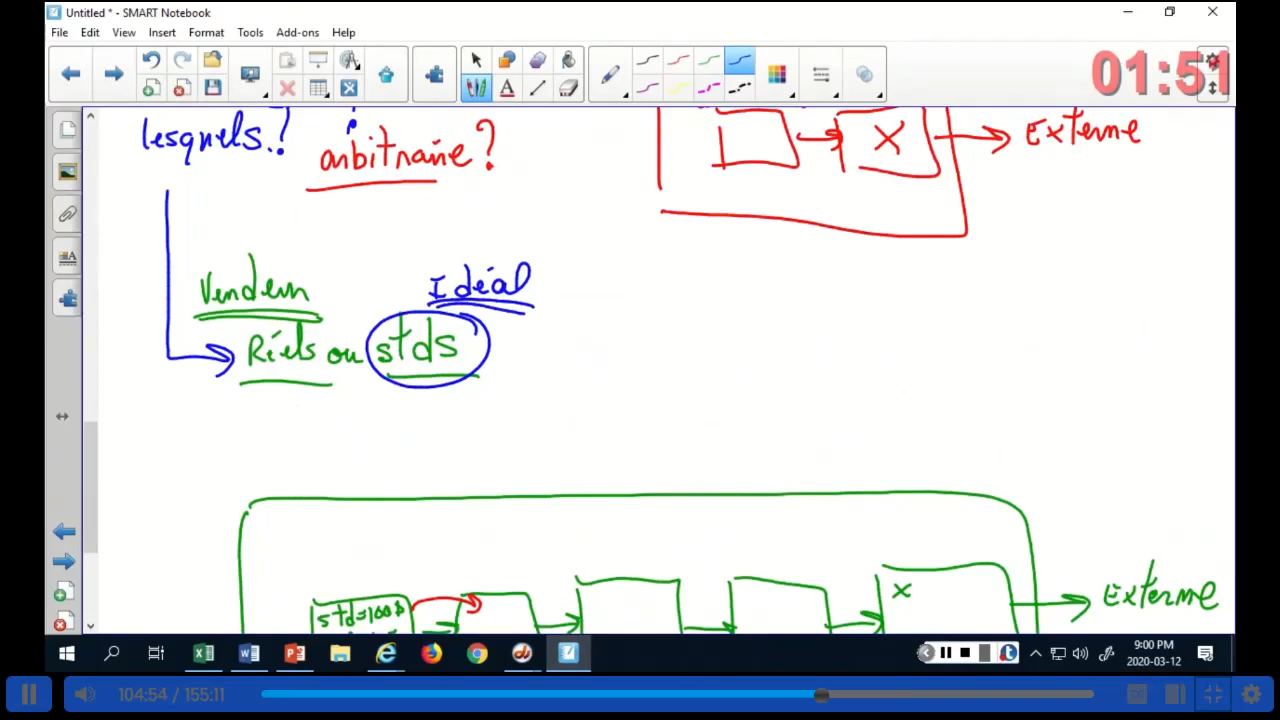 Untitled * - SMART Notebook
File Edit View Insert Format Tools Add-ons Help
01:51
lesquels.?
arbitraire?
X
Externe
Vendeur
Idéal
Réels ou stds
Externe
x
std=100$
9:00 PM
2020-03-12
104:54 / 155:11